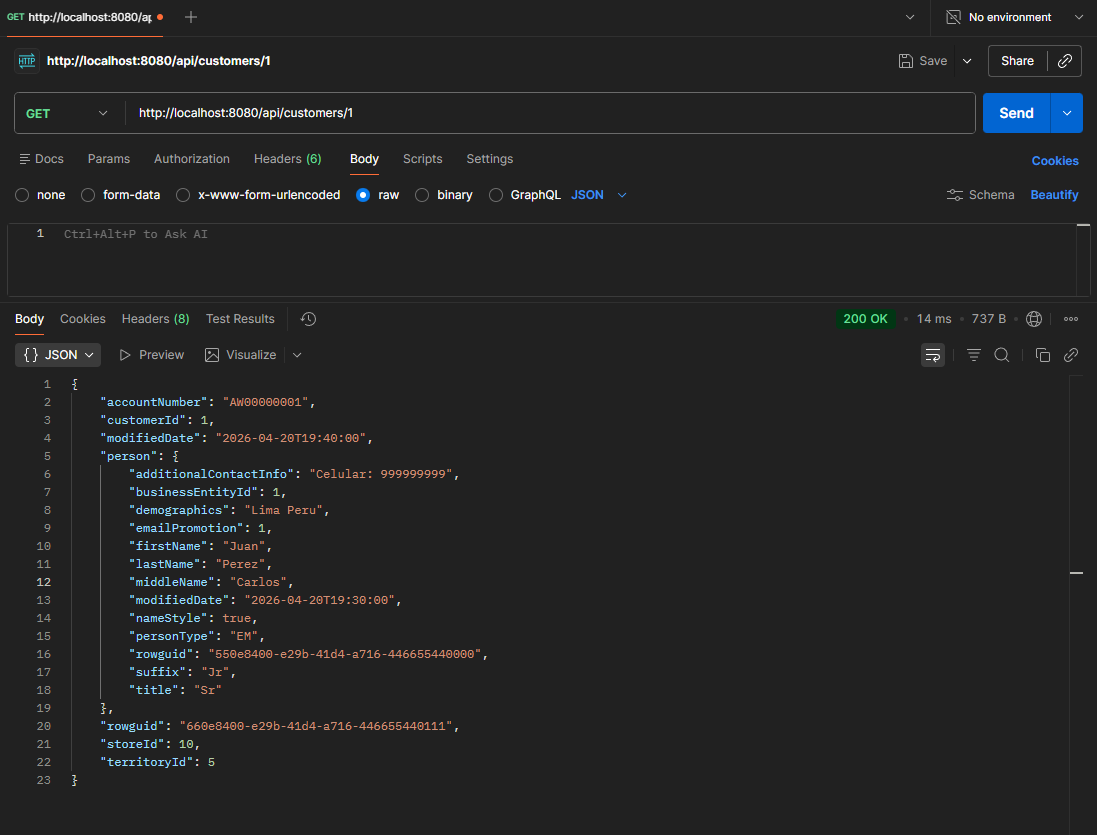 GET http://localhost:8080/ap
No environment
HTTP http://localhost:8080/api/customers/1
Save Share
GET http://localhost:8080/api/customers/1 Send
Docs Params Authorization Headers (6) Body Scripts Settings Cookies
none form-data x-www-form-urlencoded raw binary GraphQL JSON Schema Beautify
1 Ctrl+Alt+P to Ask AI
Body Cookies Headers (8) Test Results 200 OK • 14 ms • 737 B •
{} JSON Preview Visualize
1 {
2 "accountNumber": "AW00000001",
3 "customerId": 1,
4 "modifiedDate": "2026-04-20T19:40:00",
5 "person": {
6 "additionalContactInfo": "Celular: 999999999",
7 "businessEntityId": 1,
8 "demographics": "Lima Peru",
9 "emailPromotion": 1,
10 "firstName": "Juan",
11 "lastName": "Perez",
12 "middleName": "Carlos",
13 "modifiedDate": "2026-04-20T19:30:00",
14 "nameStyle": true,
15 "personType": "EM",
16 "rowguid": "550e8400-e29b-41d4-a716-446655440000",
17 "suffix": "Jr",
18 "title": "Sr"
19 },
20 "rowguid": "660e8400-e29b-41d4-a716-446655440111",
21 "storeId": 10,
22 "territoryId": 5
23 }